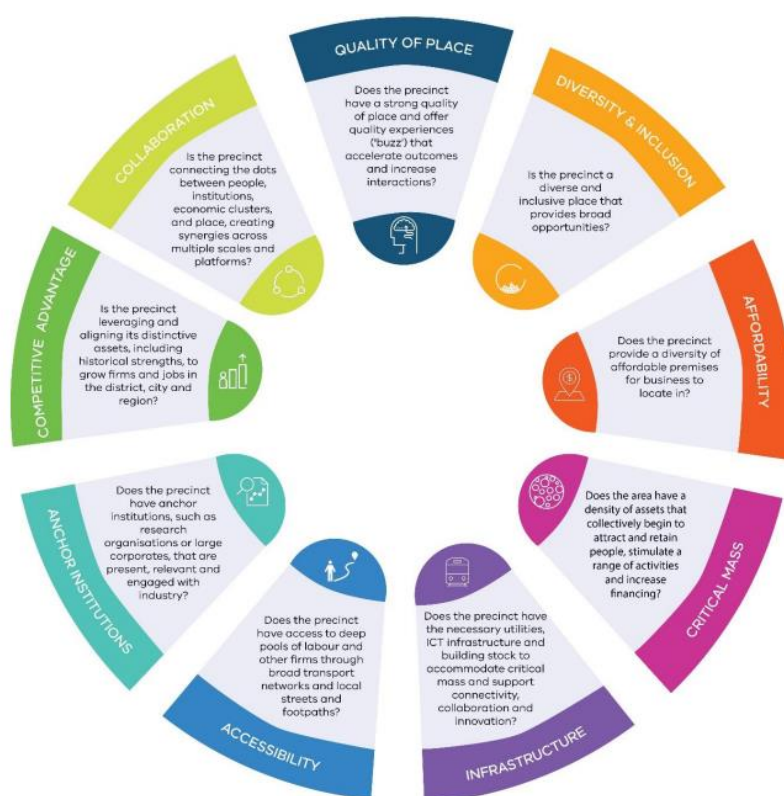 QUALITY OF PLACE
Does the precinct
have a strong quality
of place and offer
quality experiences
('buzz') that
accelerate outcomes
and increase
interactions?
DIVERSITY & INCLUSION
Is the precinct a
diverse and
inclusive place that
provides broad
opportunities?
AFFORDABILITY
Does the precinct
provide a diversity of
affordable premises
for business to
locate in?
CRITICAL MASS
Does the area have a
density of assets that
collectively begin to
attract and retain
people, stimulate a
range of activities
and increase
financing?
INFRASTRUCTURE
Does the precinct have
the necessary utilities,
ICT infrastructure and
building stock to
accommodate critical
mass and support
connectivity,
collaboration and
innovation?
ACCESSIBILITY
Does the precinct
have access to deep
pools of labour and
other firms through
broad transport
networks and local
streets and
footpaths?
ANCHOR INSTITUTIONS
Does the precinct
have anchor
institutions, such as
research
organisations or large
corporates, that are
present, relevant and
engaged with
industry?
COMPETITIVE ADVANTAGE
Is the precinct
leveraging and
aligning its distinctive
assets, including
historical strengths, to
grow firms and jobs in
the district, city and
region?
COLLABORATION
Is the precinct
connecting the dots
between people,
institutions,
economic clusters,
and place, creating
synergies across
multiple scales and
platforms?